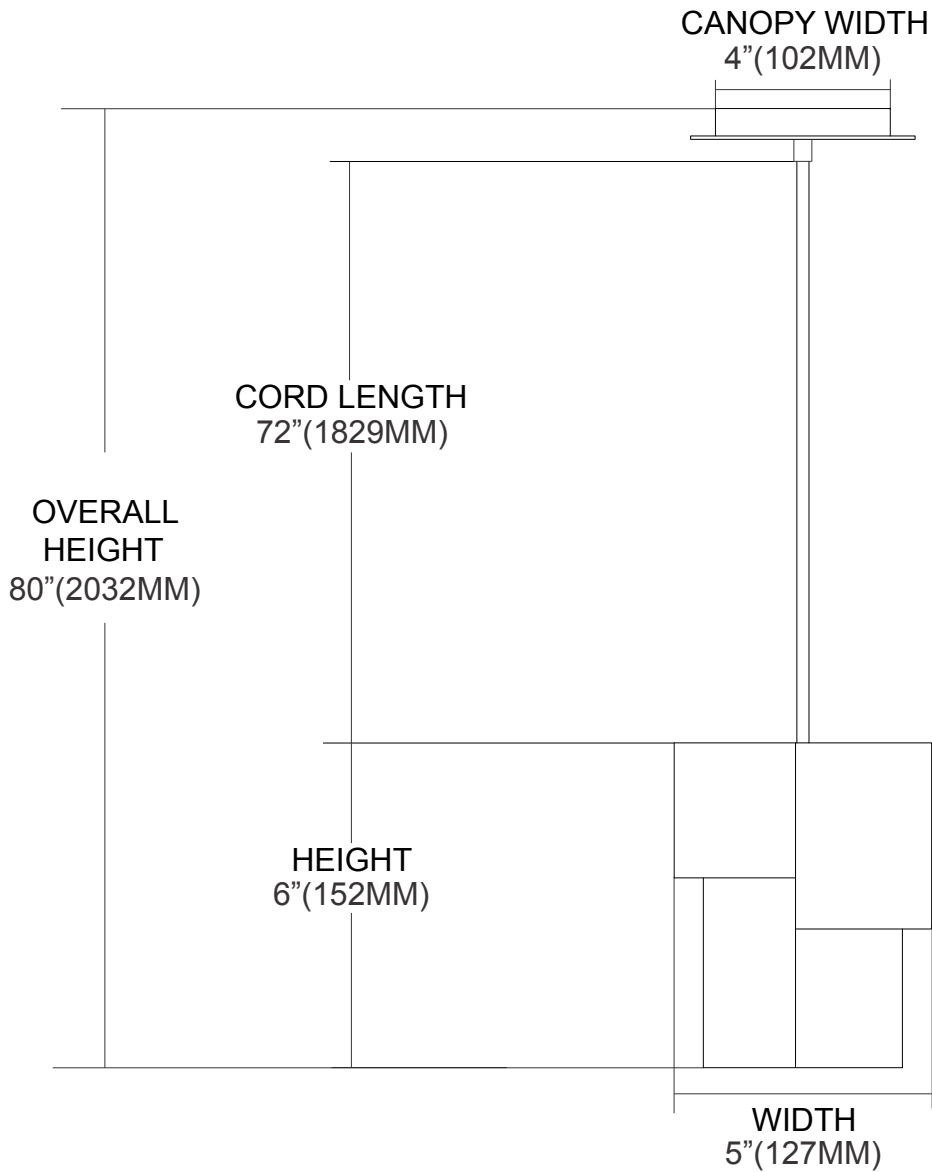 CANOPY WIDTH
4”(102MM)
CORD LENGTH
72”(1829MM)
OVERALL
HEIGHT
80”(2032MM)
HEIGHT
6”(152MM)
WIDTH
5”(127MM)